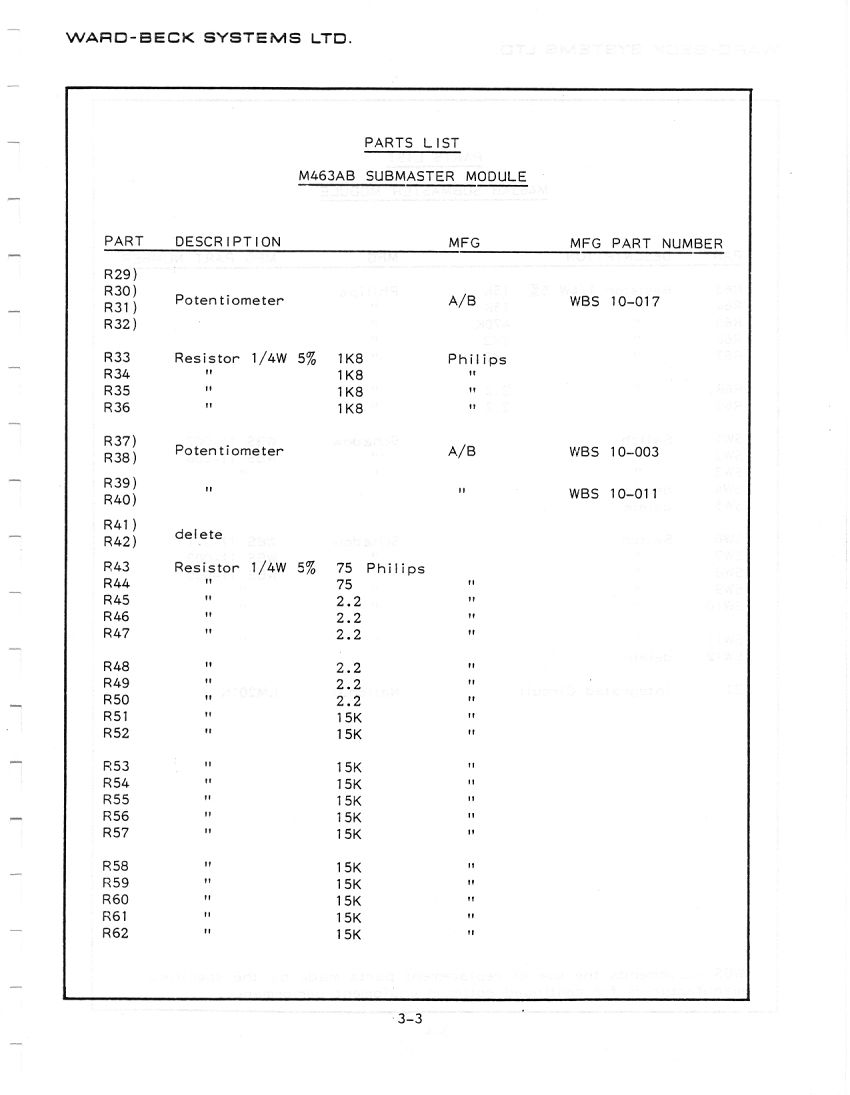 WARD-BECK SYSTEMS LTD.
PARTS LIST
M463AB SUBMASTER MODULE
PART DESCRIPTION MFG MFG PART NUMBER
R29)
R30)
Potentiometer A/B WBS 10-017
R31)
R32)
R33 Resistor 1/4W 5% 1K8 Philips
R34 " 1K8 "
R35 " 1K8 "
R36 " 1K8 "
R37)
Potentiometer A/B WBS 10-003
R38)
R39)
" " WBS 10-011
R40)
R41)
delete
R42)
R43 Resistor 1/4W 5% 75 Philips
R44 " 75 "
R45 " 2.2 "
R46 " 2.2 "
R47 " 2.2 "
R48 " 2.2 "
R49 " 2.2 "
R50 " 2.2 "
R51 " 15K "
R52 " 15K "
R53 " 15K "
R54 " 15K "
R55 " 15K "
R56 " 15K "
R57 " 15K "
R58 " 15K "
R59 " 15K "
R60 " 15K "
R61 " 15K "
R62 " 15K "
3-3